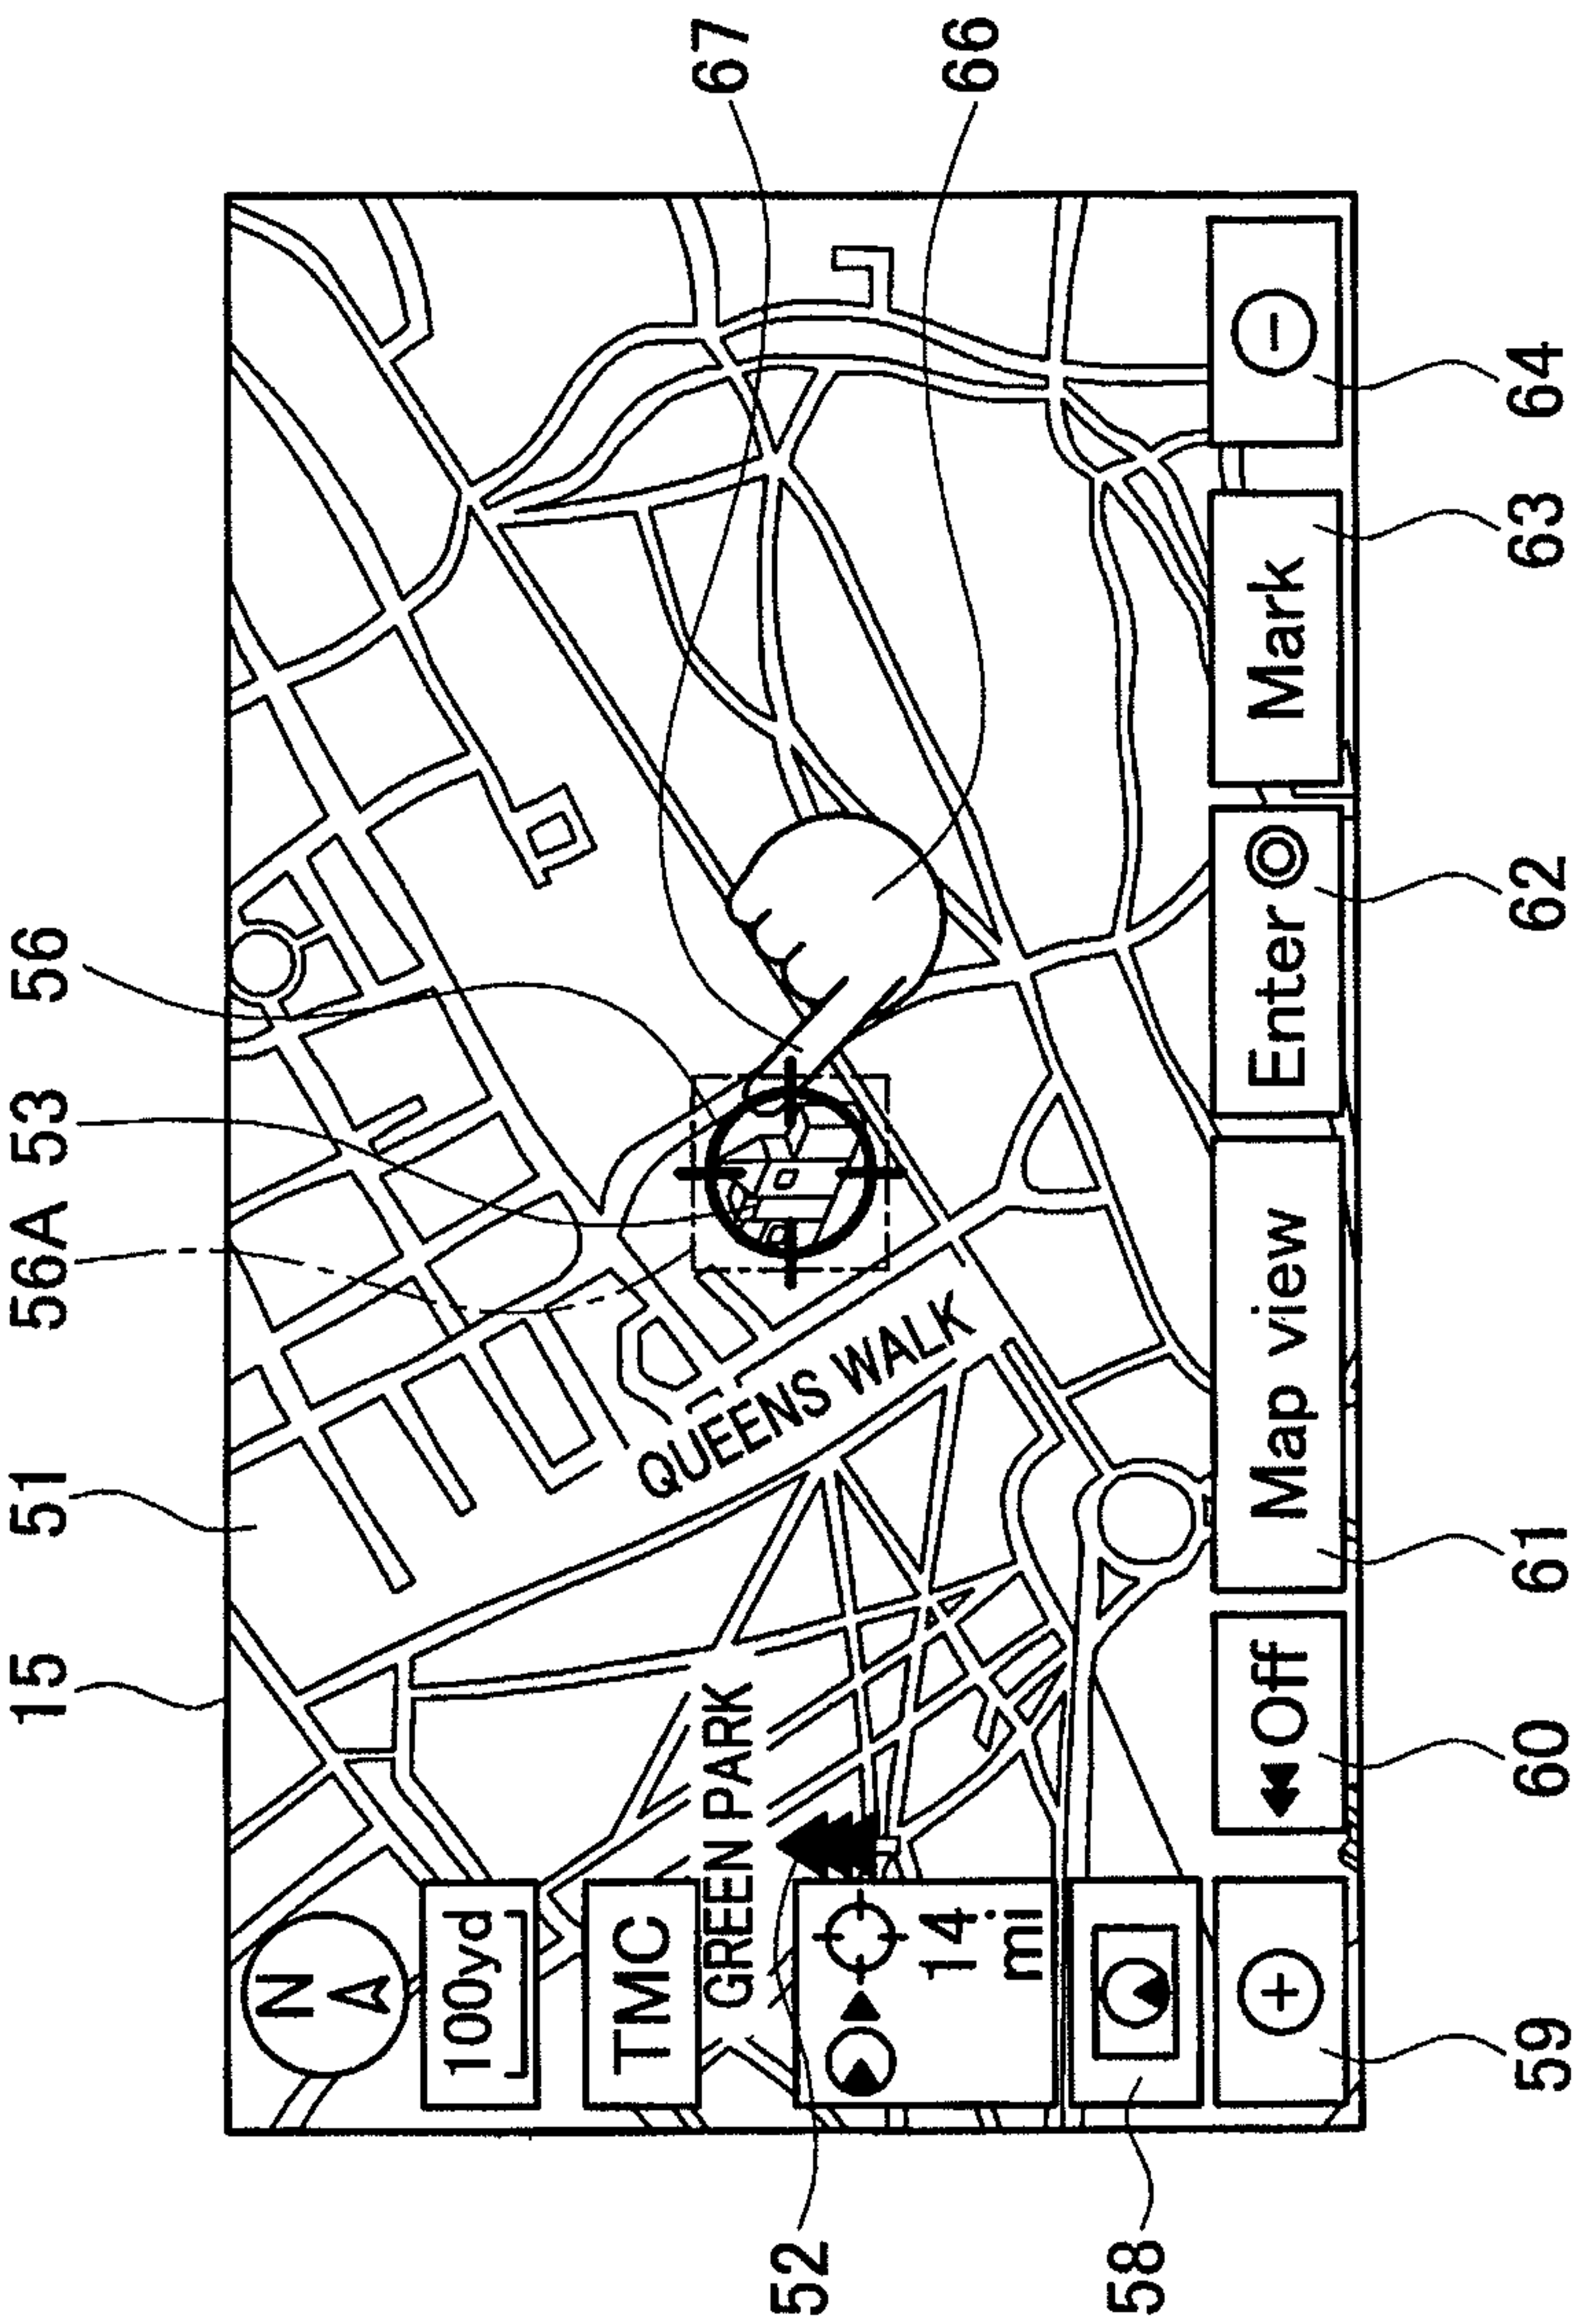 15
51
56A
53
56
67
66
N
100yd
TMC
GREEN PARK
QUEENS WALK
14
mi
Off
Map view
Enter
Mark
52
58
59
60
61
62
63
64